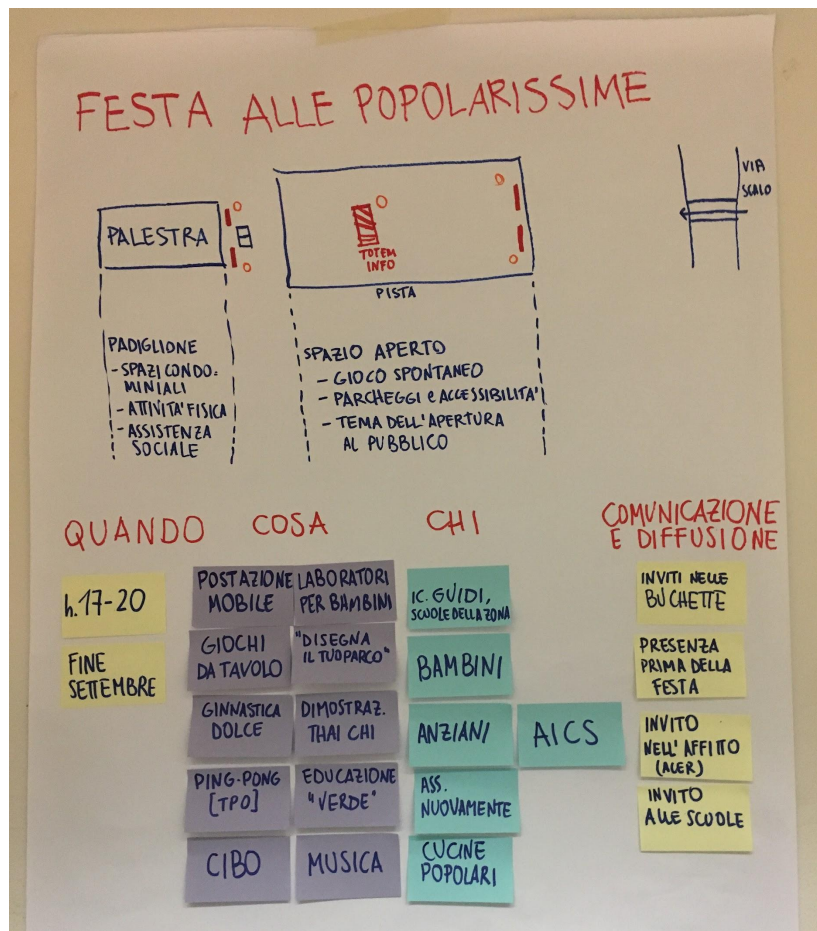 FESTA ALLE POPOLARISSIME
PALESTRA
TOTEM
INFO
PISTA
VIA
SCALO
PADIGLIONE
- SPAZI CONDO=
MINIALI
- ATTIVITA' FISICA
- ASSISTENZA
SOCIALE
SPAZIO APERTO
- GIOCO SPONTANEO
- PARCHEGGI e ACCESSIBILITA'
- TEMA DELL'APERTURA
AL PUBBLICO
QUANDO
h. 17-20
FINE
SETTEMBRE
COSA
POSTAZIONE
MOBILE
LABORATORI
PER BAMBINI
GIOCHI
DA TAVOLO
"DISEGNA
IL TUO PARCO"
GINNASTICA
DOLCE
DIMOSTRAZ.
THAI CHI
PING-PONG
[TPO]
EDUCAZIONE
"VERDE"
CIBO
MUSICA
CHI
IC. GUIDI,
SCUOLE DELLA ZONA
BAMBINI
ANZIANI
AICS
ASS.
NUOVAMENTE
CUCINE
POPOLARI
COMUNICAZIONE
E DIFFUSIONE
INVITI NELLE
BUCHETTE
PRESENZA
PRIMA DELLA
FESTA
INVITO
NELL'AFFITTO
(ACER)
INVITO
ALLE SCUOLE